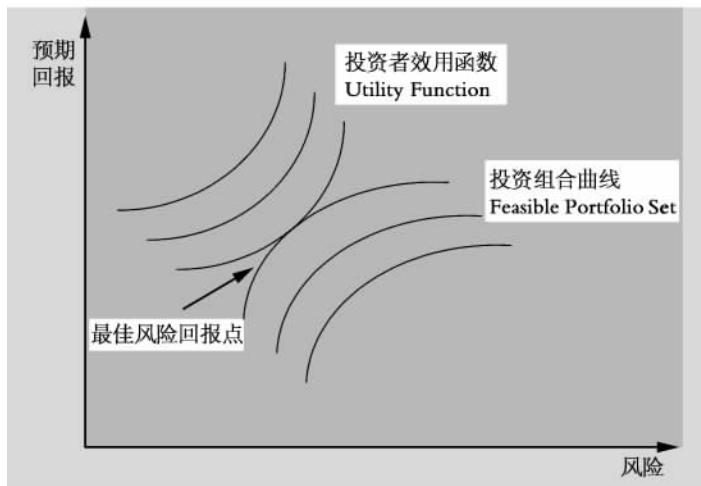 预期
回报
投资者效用函数
Utility Function
投资组合曲线
Feasible Portfolio Set
最佳风险回报点
风险